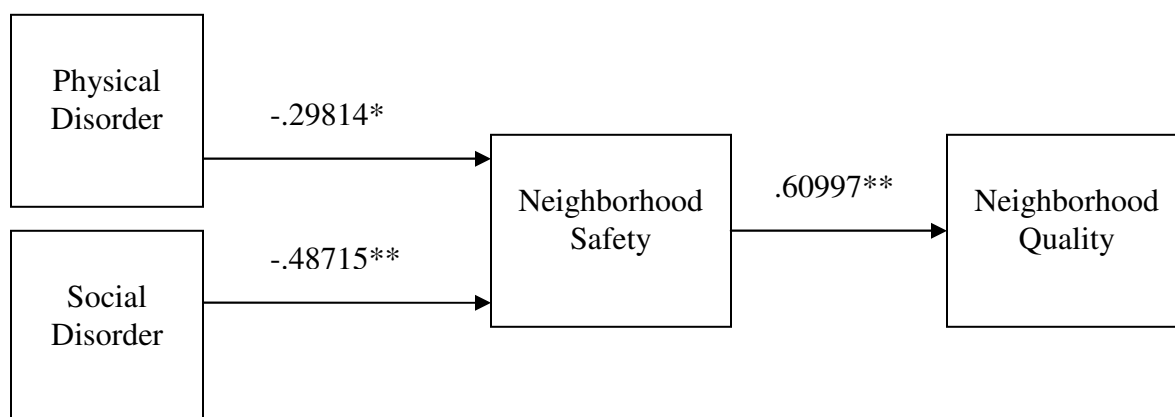 Physical
Disorder
-.29814*
Neighborhood
Safety
.60997**
Neighborhood
Quality
-.48715**
Social
Disorder